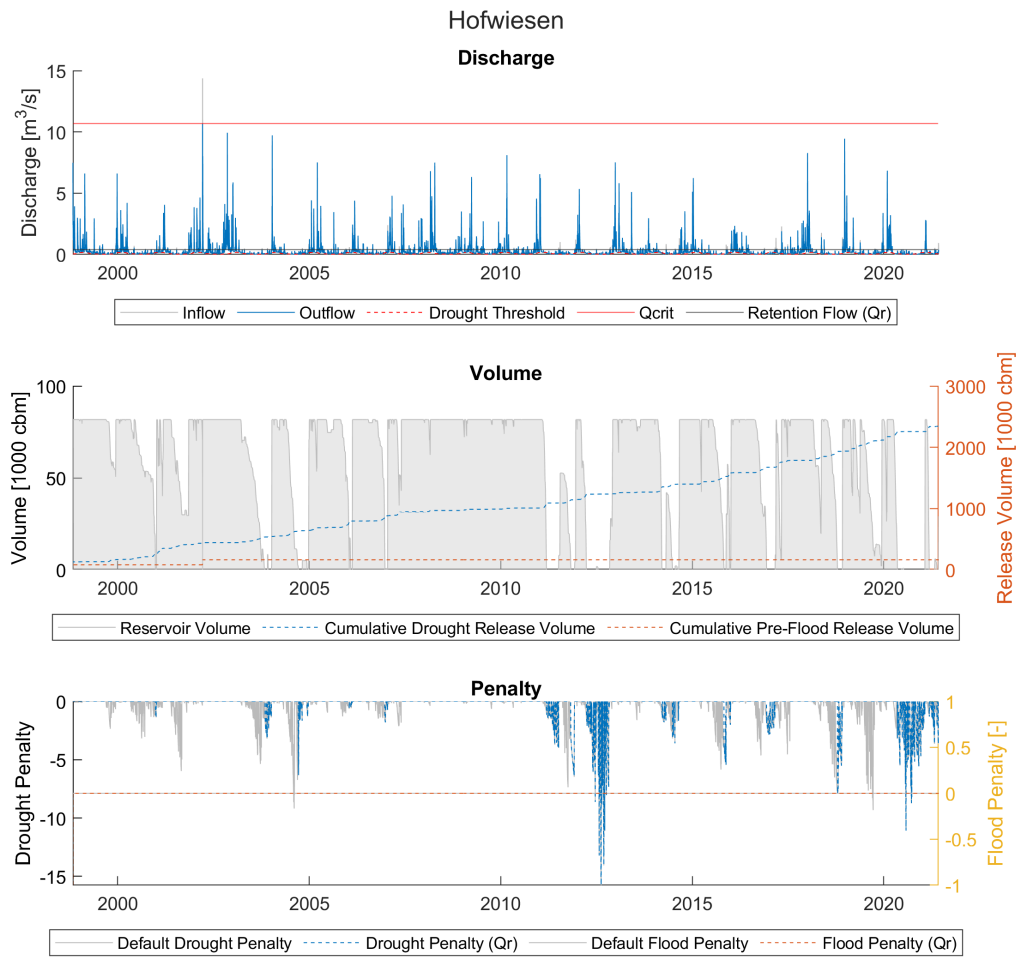 Hofwiesen
Discharge
Discharge [m³/s]
15
10
5
0
2000 2005 2010 2015 2020
Inflow Outflow Drought Threshold Qcrit Retention Flow (Qr)
Volume
Volume [1000 cbm]
100
50
0
3000
2000
1000
0
Release Volume [1000 cbm]
2000 2005 2010 2015 2020
Reservoir Volume Cumulative Drought Release Volume Cumulative Pre-Flood Release Volume
Penalty
Drought Penalty
0
-5
-10
-15
1
0.5
0
-0.5
-1
Flood Penalty [-]
2000 2005 2010 2015 2020
Default Drought Penalty Drought Penalty (Qr) Default Flood Penalty Flood Penalty (Qr)